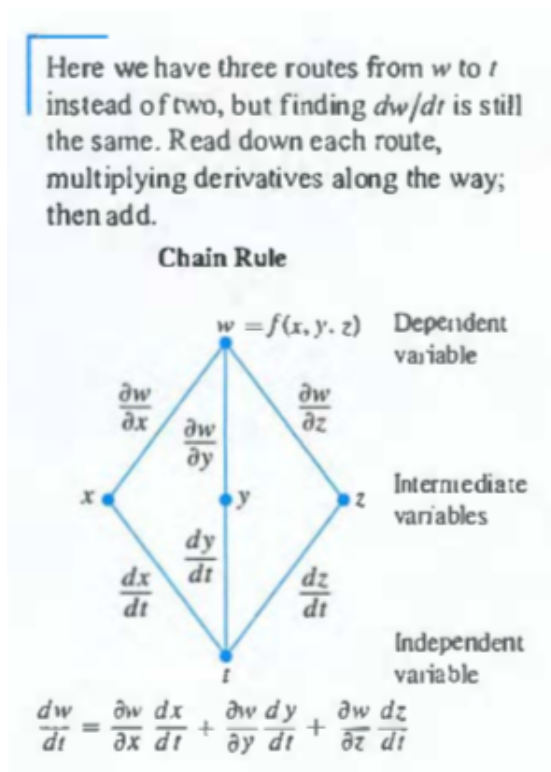 Here we have three routes from w to t
instead of two, but finding dw/dt is still
the same. Read down each route,
multiplying derivatives along the way;
then add.
Chain Rule
w = f(x, y, z)
Dependent
variable
∂w/∂x
∂w/∂z
∂w/∂y
x
y
z
Intermediate
variables
dy/dt
dx/dt
dz/dt
Independent
variable
t
dw/dt = ∂w/∂x dx/dt + ∂w/∂y dy/dt + ∂w/∂z dz/dt